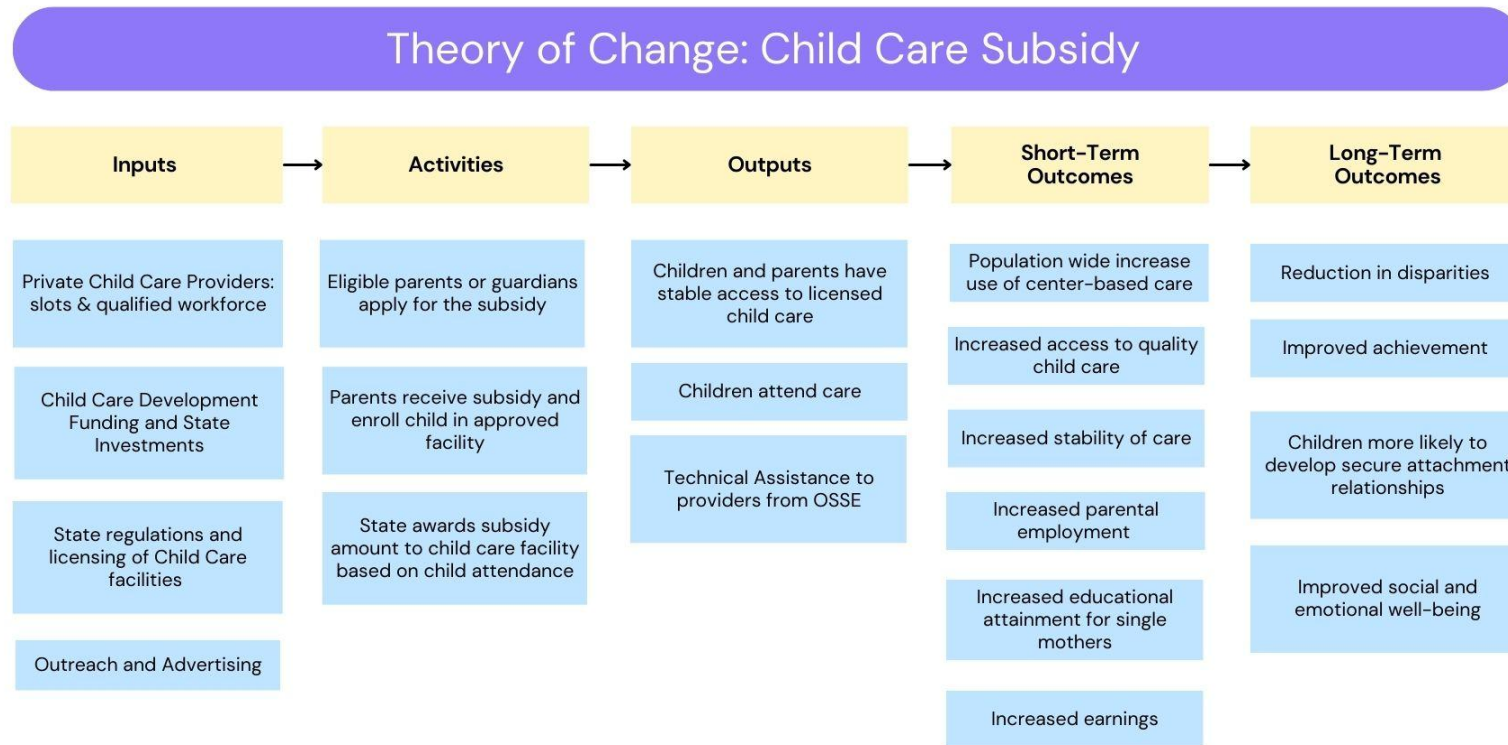 Theory of Change: Child Care Subsidy
Inputs
Activities
Outputs
Short-Term
Outcomes
Long-Term
Outcomes
Private Child Care Providers:
slots & qualified workforce
Child Care Development
Funding and State
Investments
State regulations and
licensing of Child Care
facilities
Outreach and Advertising
Eligible parents or guardians
apply for the subsidy
Parents receive subsidy and
enroll child in approved
facility
State awards subsidy
amount to child care facility
based on child attendance
Children and parents have
stable access to licensed
child care
Children attend care
Technical Assistance to
providers from OSSE
Population wide increase
use of center-based care
Increased access to quality
child care
Increased stability of care
Increased parental
employment
Increased educational
attainment for single
mothers
Increased earnings
Reduction in disparities
Improved achievement
Children more likely to
develop secure attachment
relationships
Improved social and
emotional well-being